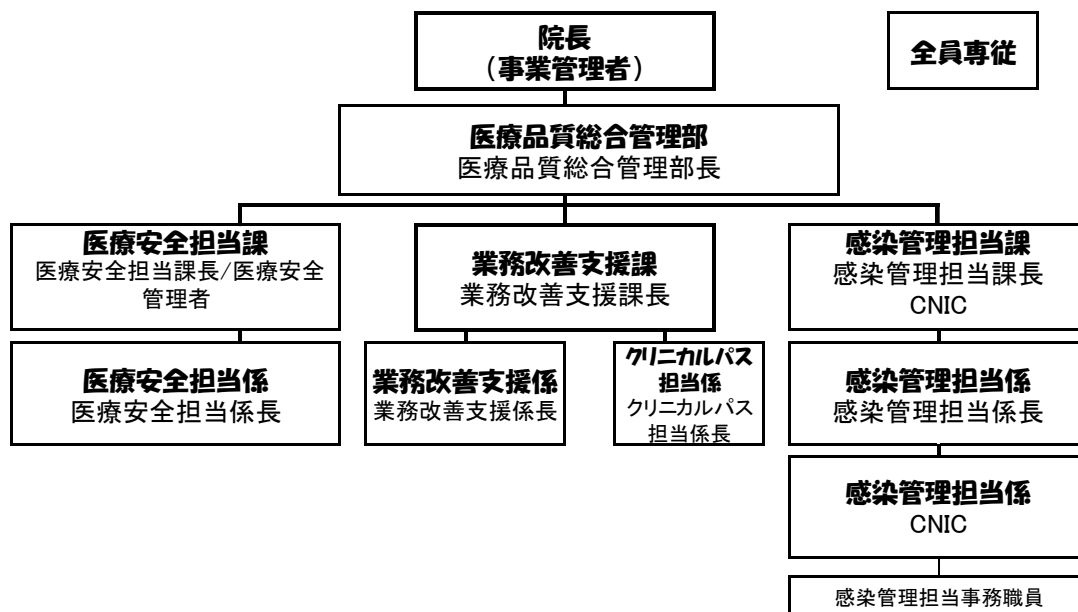 院長
（事業管理者）
全員専従
医療品質総合管理部
医療品質総合管理部長
医療安全担当課
医療安全担当課長/医療安全
管理者
業務改善支援課
業務改善支援課長
感染管理担当課
感染管理担当課長
CNIC
医療安全担当係
医療安全担当係長
業務改善支援係
業務改善支援係長
クリニカルパス
担当係
クリニカルパス
担当係長
感染管理担当係
感染管理担当係長
感染管理担当係
CNIC
感染管理担当事務職員